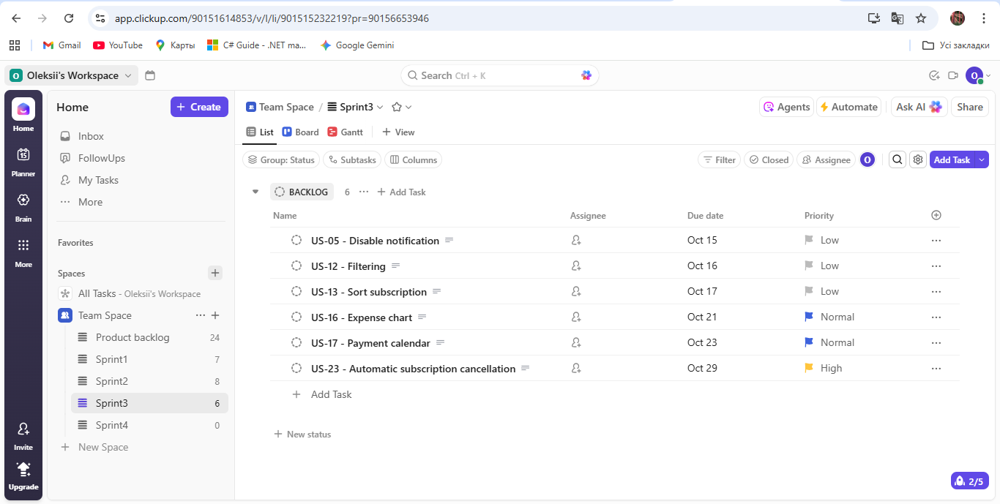 app.clickup.com/90151614853/v/l/li/901515232219?pr=90156653946
Gmail YouTube Карты C# Guide - .NET ma... Google Gemini Усі закладки
O Oleksii's Workspace Search Ctrl + K O
Home Create
Inbox
FollowUps
My Tasks
More
Favorites
Spaces
All Tasks - Oleksii's Workspace
Team Space
Product backlog 24
Sprint1 7
Sprint2 8
Sprint3 6
Sprint4 0
New Space
Home
15
Planner
Brain
More
Invite
Upgrade
Team Space / Sprint3 Agents Automate Ask AI Share
List Board Gantt View
Group: Status Subtasks Columns Filter Closed Assignee O Add Task
BACKLOG 6 ... Add Task
Name Assignee Due date Priority
US-05 - Disable notification Oct 15 Low
US-12 - Filtering Oct 16 Low
US-13 - Sort subscription Oct 17 Low
US-16 - Expense chart Oct 21 Normal
US-17 - Payment calendar Oct 23 Normal
US-23 - Automatic subscription cancellation Oct 29 High
Add Task
New status
2/5